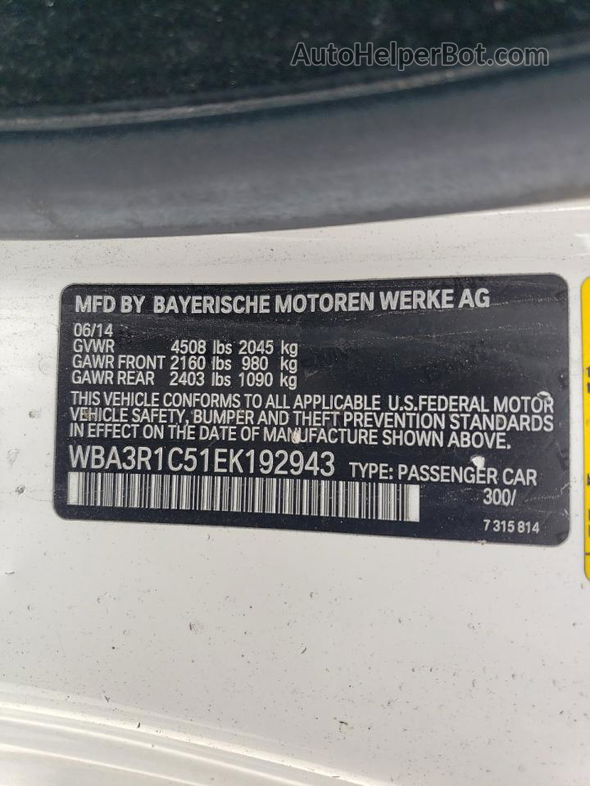 AutoHelperBot.com
MFD BY BAYERISCHE MOTOREN WERKE AG
06/14
GVWR 4508 lbs 2045 kg
GAWR FRONT 2160 lbs 980 kg
GAWR REAR 2403 lbs 1090 kg
THIS VEHICLE CONFORMS TO ALL APPLICABLE U.S.FEDERAL MOTOR
VEHICLE SAFETY, BUMPER AND THEFT PREVENTION STANDARDS
IN EFFECT ON THE DATE OF MANUFACTURE SHOWN ABOVE.
WBA3R1C51EK192943 TYPE: PASSENGER CAR
300/
7 315 814